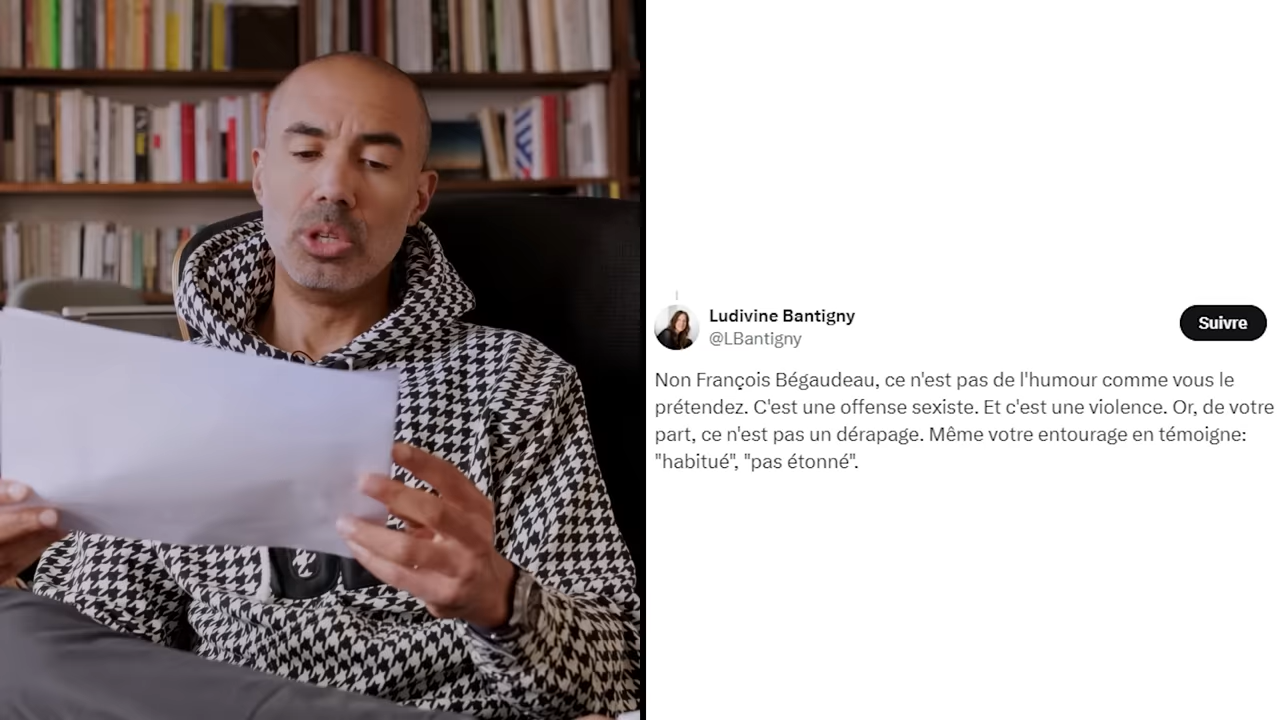 Ludivine Bantigny
@LBantigny
Suivre
Non François Bégaudeau, ce n'est pas de l'humour comme vous le
prétendez. C'est une offense sexiste. Et c'est une violence. Or, de votre
part, ce n'est pas un dérapage. Même votre entourage en témoigne:
"habitué", "pas étonné".